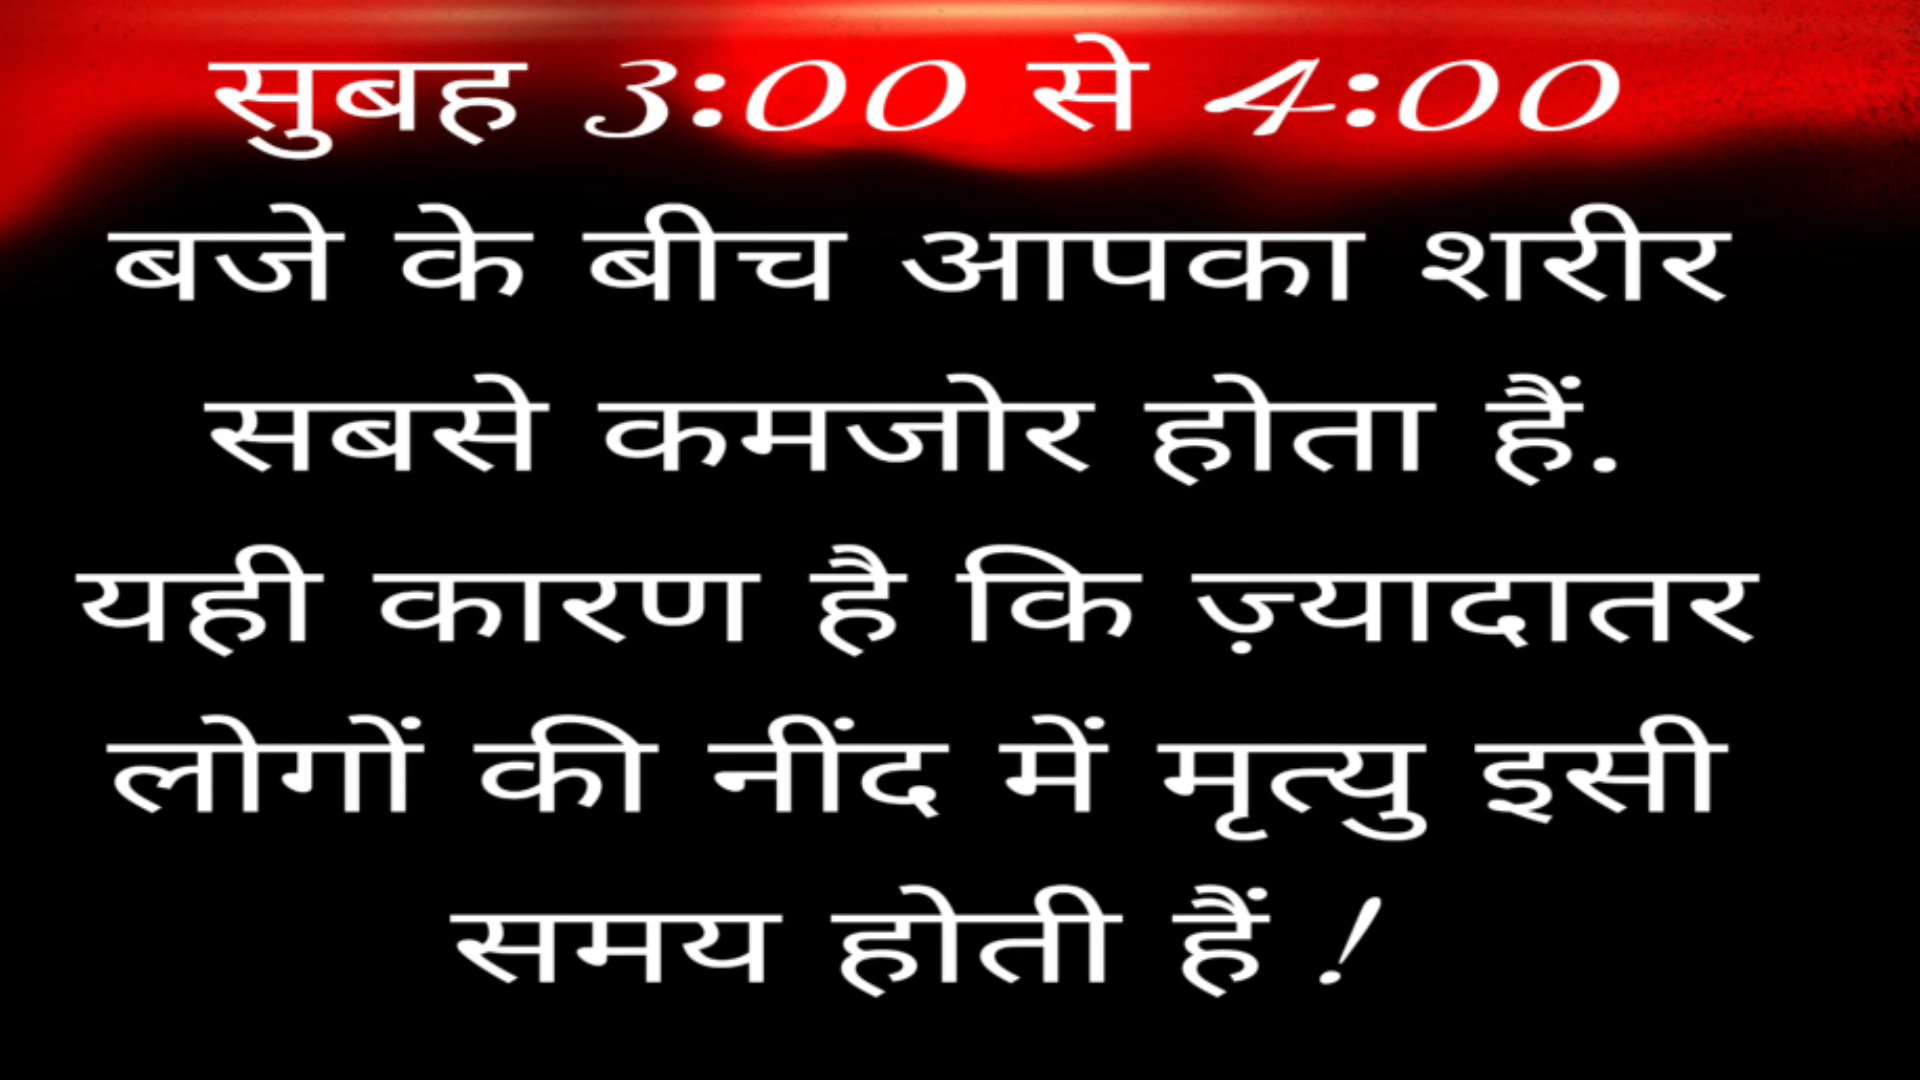 सुबह 3:00 से 4:00
बजे के बीच आपका शरीर
सबसे कमजोर होता हैं.
यही कारण है कि ज़्यादातर
लोगों की नींद में मृत्यु इसी
समय होती हैं !